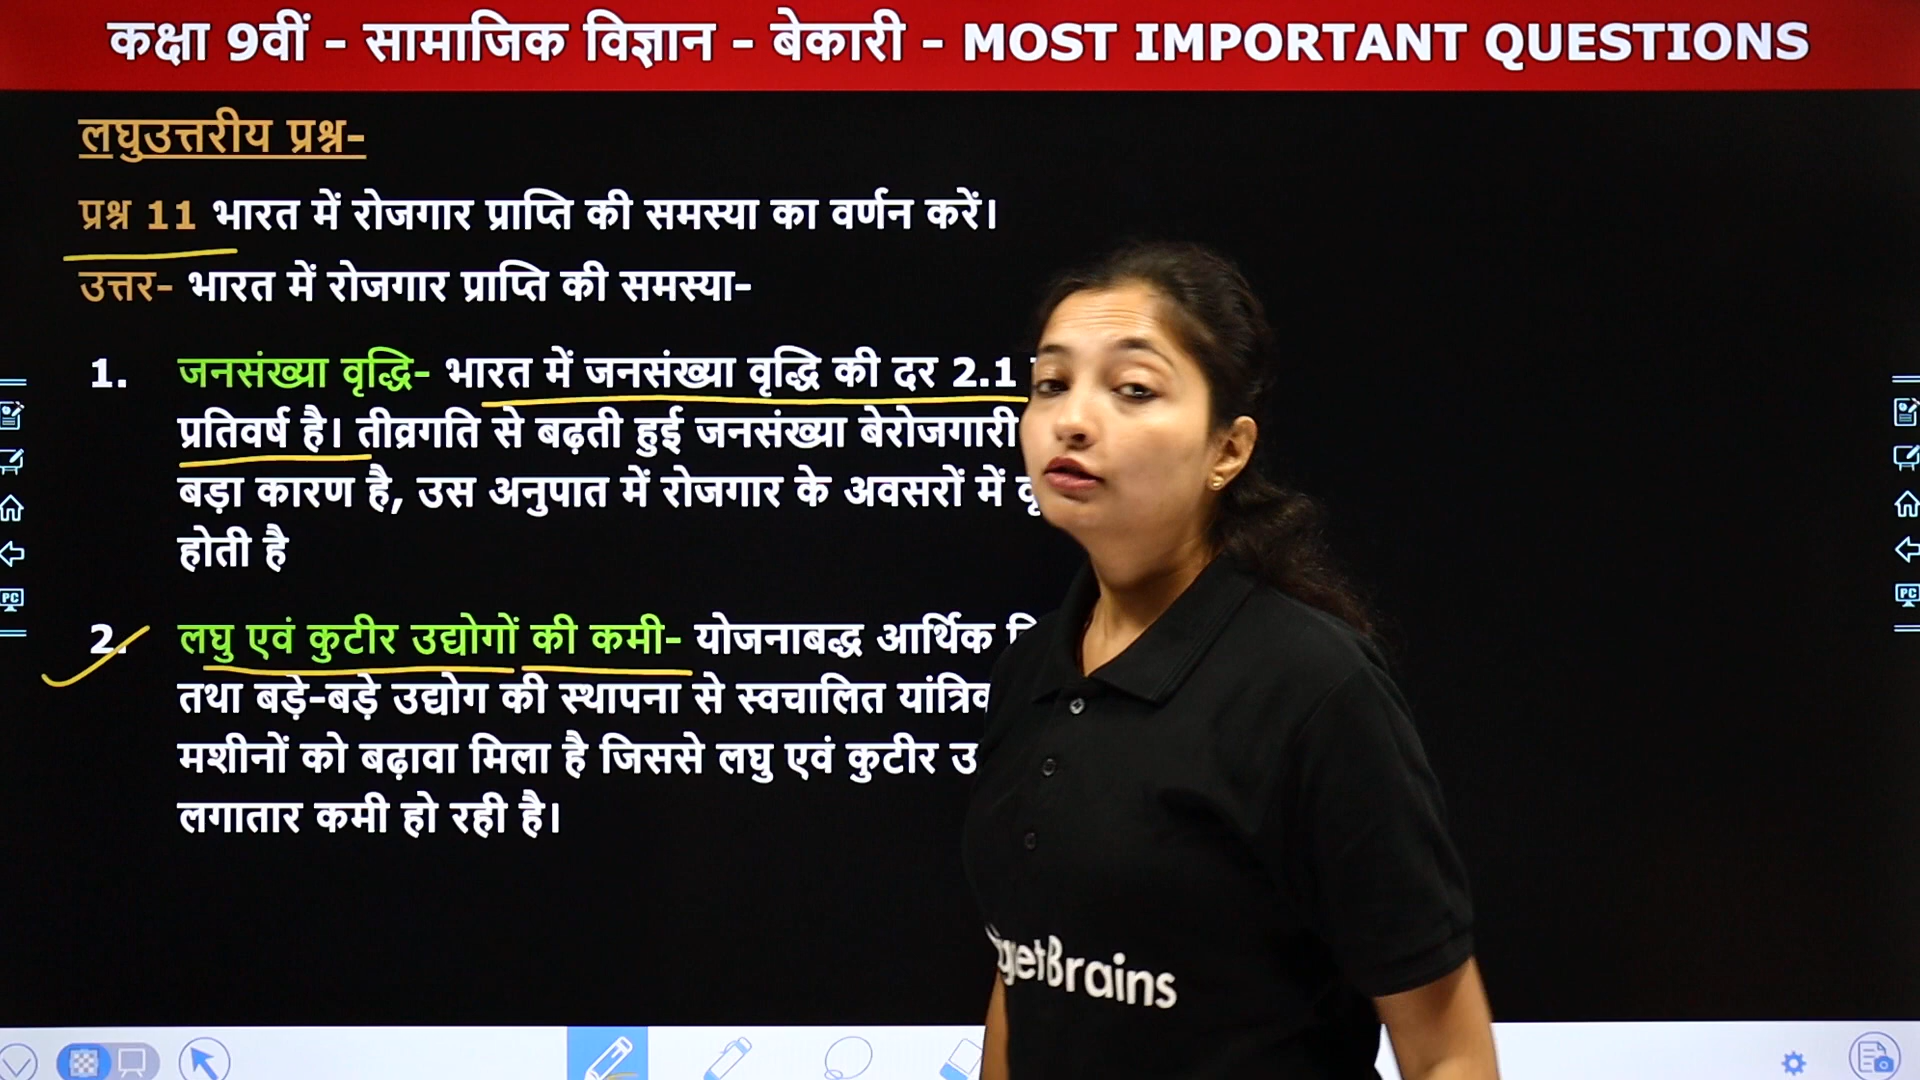 कक्षा 9वीं - सामाजिक विज्ञान - बेकारी - MOST IMPORTANT QUESTIONS
लघुउत्तरीय प्रश्न-
प्रश्न 11 भारत में रोजगार प्राप्ति की समस्या का वर्णन करें।
उत्तर- भारत में रोजगार प्राप्ति की समस्या-
1. जनसंख्या वृद्धि- भारत में जनसंख्या वृद्धि की दर 2.1
प्रतिवर्ष है। तीव्रगति से बढ़ती हुई जनसंख्या बेरोजगारी
बड़ा कारण है, उस अनुपात में रोजगार के अवसरों में
होती है
2. लघु एवं कुटीर उद्योगों की कमी- योजनाबद्ध आर्थिक
तथा बड़े-बड़े उद्योग की स्थापना से स्वचालित
मशीनों को बढ़ावा मिला है जिससे लघु एवं कुटीर
लगातार कमी हो रही है।
PC
PC